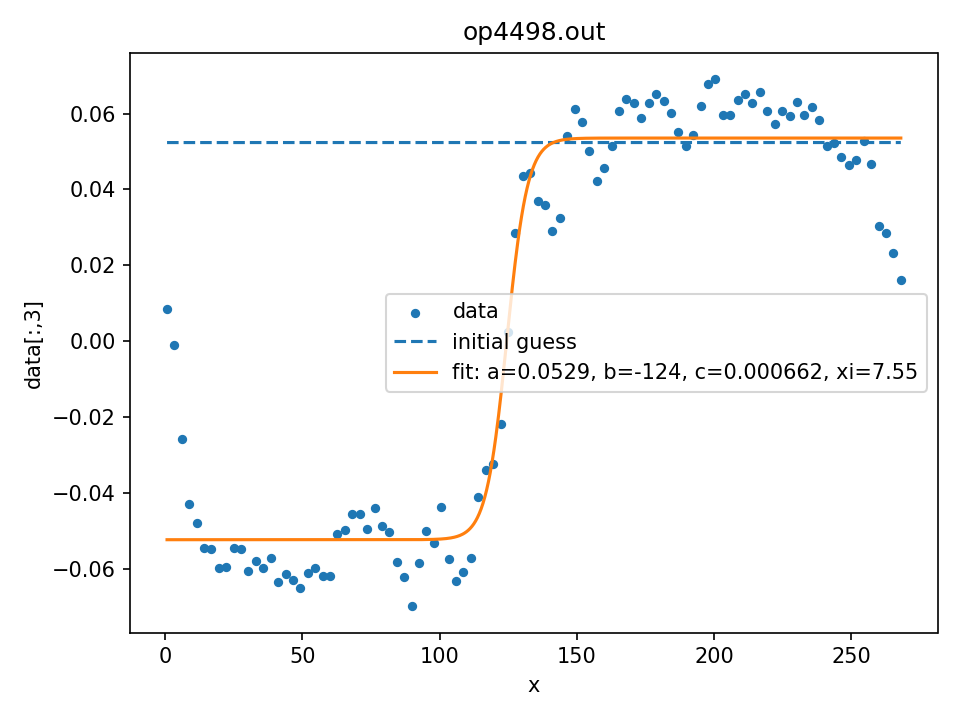 op4498.out
data[:,3]
0.06
0.04
0.02
0.00
−0.02
−0.04
−0.06
data
initial guess
fit: a=0.0529, b=-124, c=0.000662, xi=7.55
0 50 100 150 200 250
x